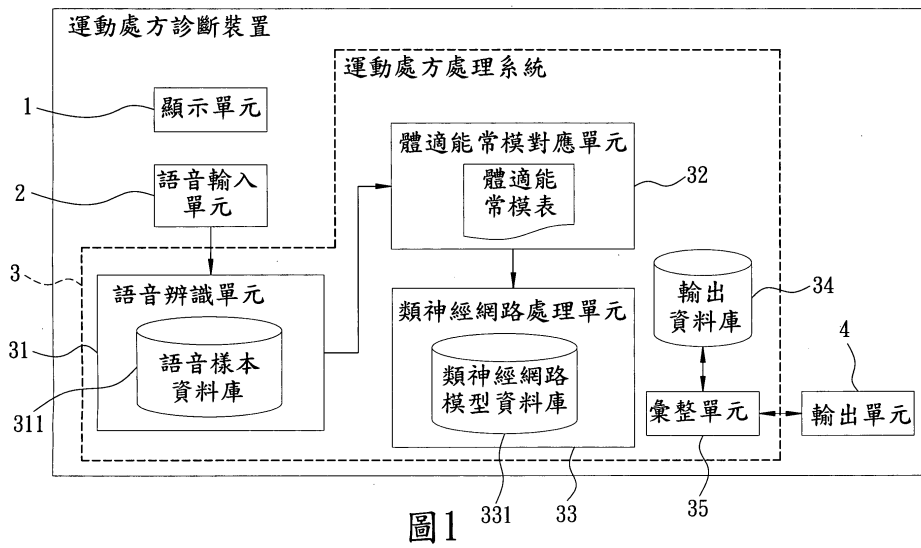 運動處方診斷裝置
運動處方處理系統
1
顯示單元
2
語音輸入
單元
體適能常模對應單元
體適能
常模表
32
3
語音辨識單元
31
語音樣本
資料庫
311
類神經網路處理單元
類神經網路
模型資料庫
331
33
輸出
資料庫
34
彙整單元
35
4
輸出單元
圖1